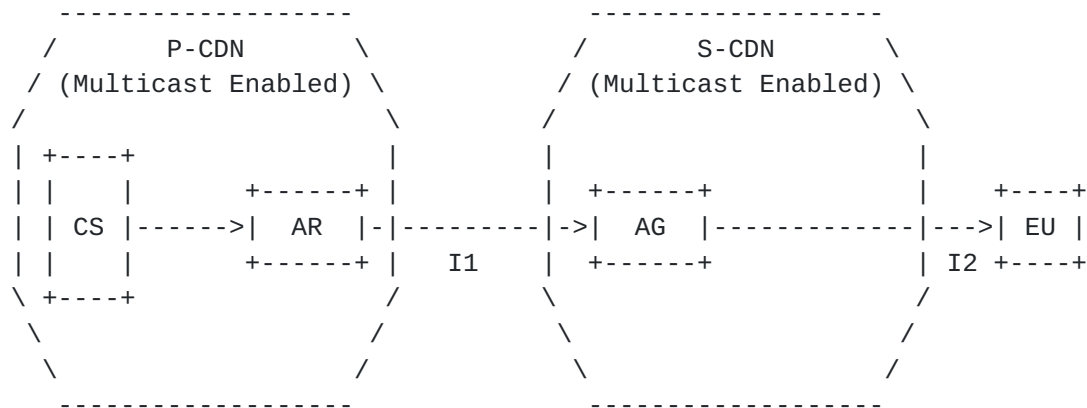 P-CDN S-CDN
(Multicast Enabled) (Multicast Enabled)
CS AR AG EU
I1 I2